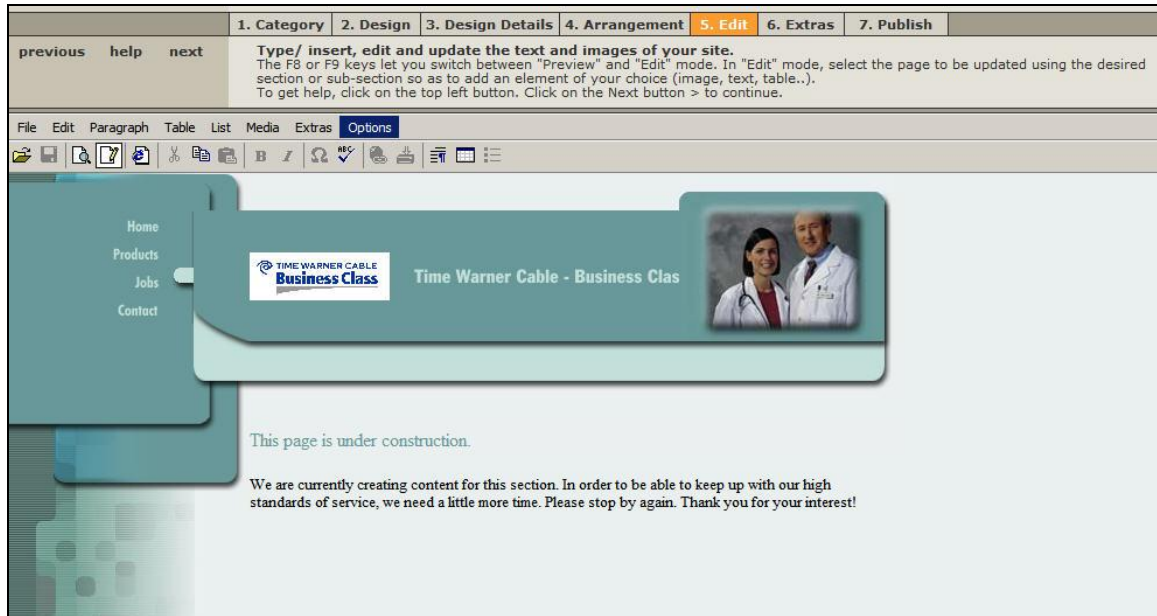 1. Category 2. Design 3. Design Details 4. Arrangement 5. Edit 6. Extras 7. Publish
previous help next
Type/ insert, edit and update the text and images of your site.
The F8 or F9 keys let you switch between "Preview" and "Edit" mode. In "Edit" mode, select the page to be updated using the desired
section or sub-section so as to add an element of your choice (image, text, table..).
To get help, click on the top left button. Click on the Next button > to continue.
File Edit Paragraph Table List Media Extras Options
B I Ω ABC
Home
Products
Jobs
Contact
TIME WARNER CABLE
Business Class
Time Warner Cable - Business Clas
This page is under construction.
We are currently creating content for this section. In order to be able to keep up with our high
standards of service, we need a little more time. Please stop by again. Thank you for your interest!